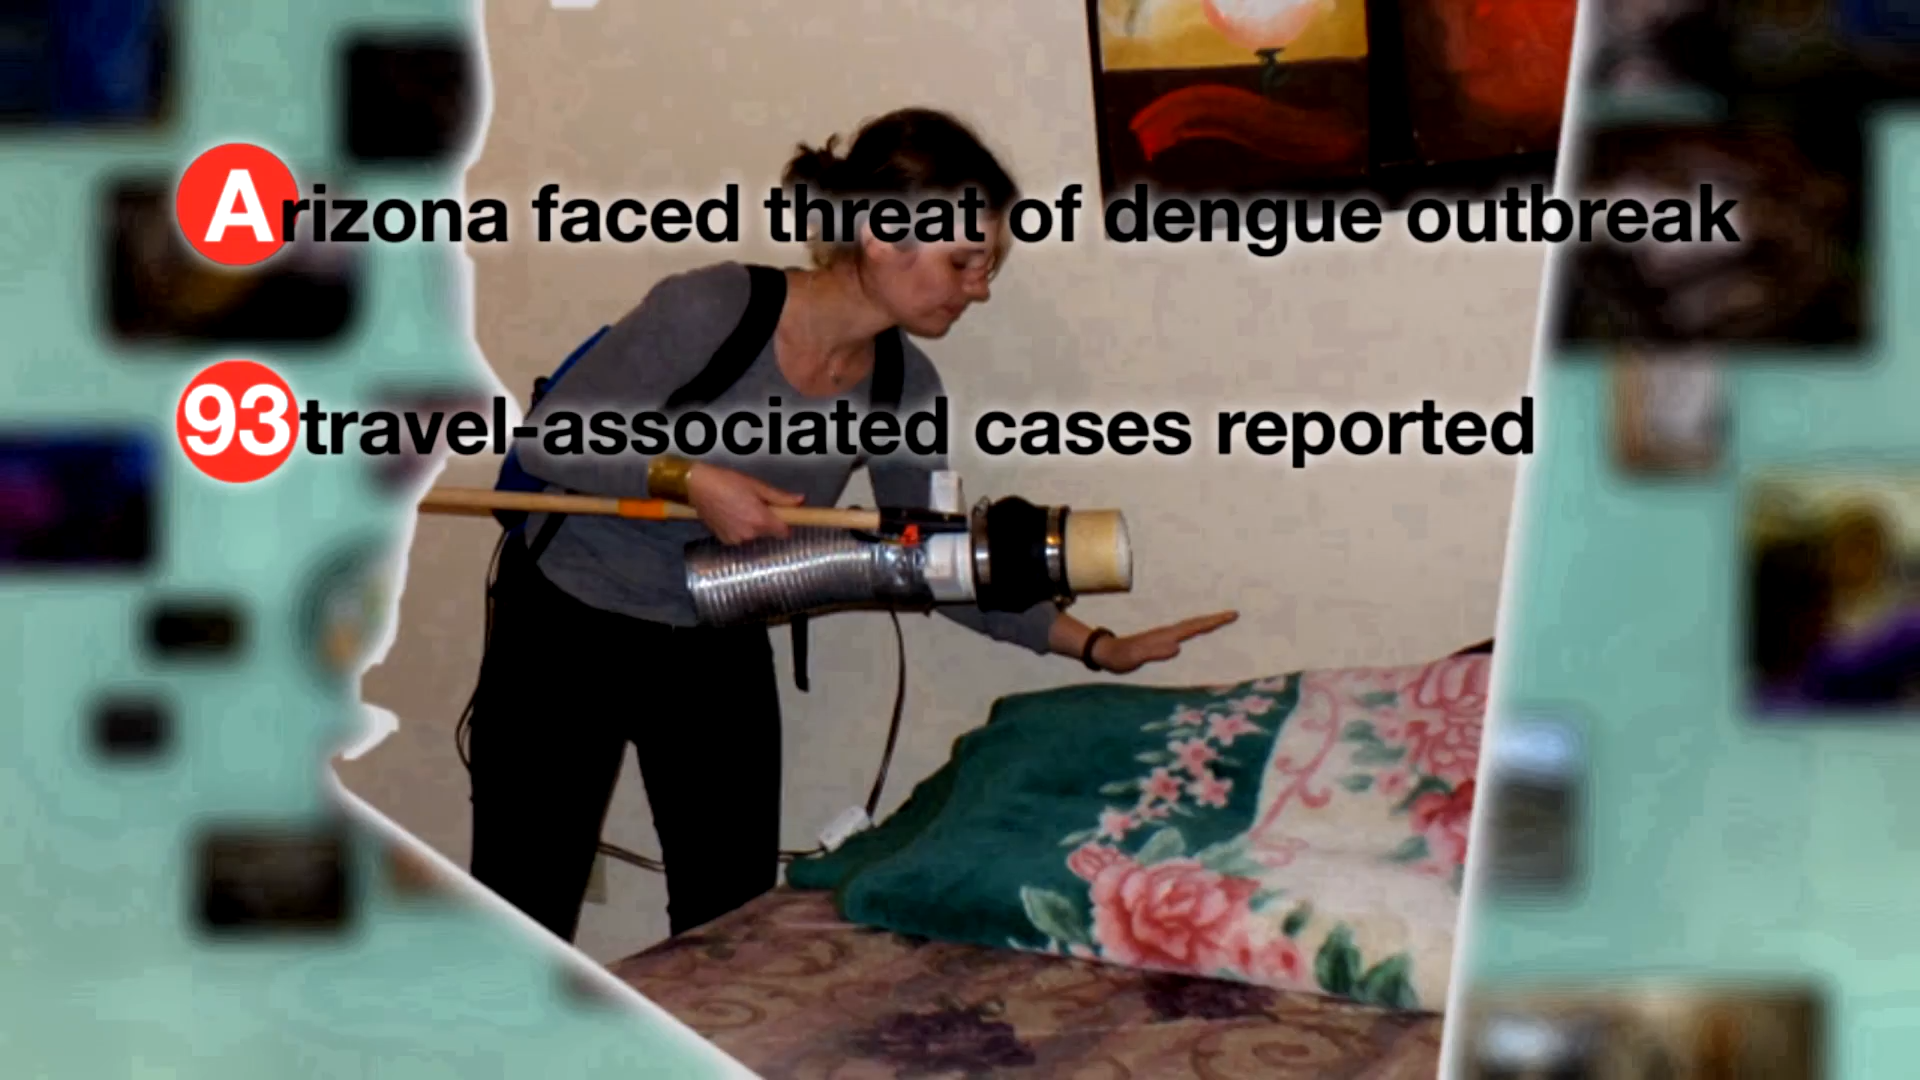 Arizona faced threat of dengue outbreak
93 travel-associated cases reported